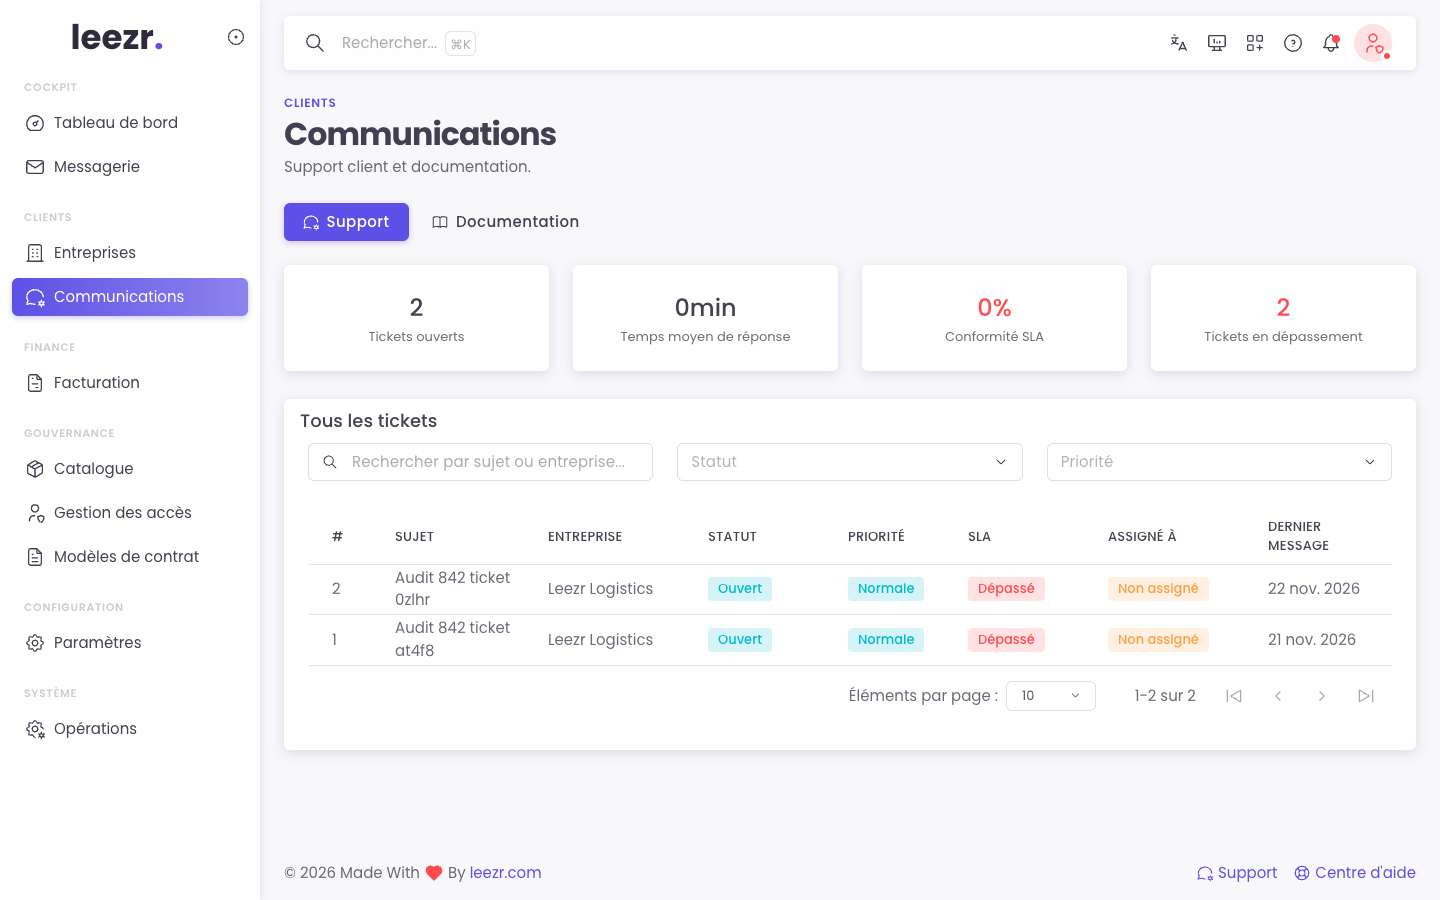 leezr.
COCKPIT
Tableau de bord
Messagerie
CLIENTS
Entreprises
Communications
FINANCE
Facturation
GOUVERNANCE
Catalogue
Gestion des accès
Modèles de contrat
CONFIGURATION
Paramètres
SYSTÈME
Opérations
Rechercher... ⌘K
CLIENTS
Communications
Support client et documentation.
Support Documentation
2
Tickets ouverts
0min
Temps moyen de réponse
0%
Conformité SLA
2
Tickets en dépassement
Tous les tickets
Rechercher par sujet ou entreprise... Statut Priorité
# SUJET ENTREPRISE STATUT PRIORITÉ SLA ASSIGNÉ À DERNIER MESSAGE
2 Audit 842 ticket 0zlhr Leezr Logistics Ouvert Normale Dépassé Non assigné 22 nov. 2026
1 Audit 842 ticket at4f8 Leezr Logistics Ouvert Normale Dépassé Non assigné 21 nov. 2026
Éléments par page : 10 1-2 sur 2
© 2026 Made With By leezr.com
Support Centre d'aide